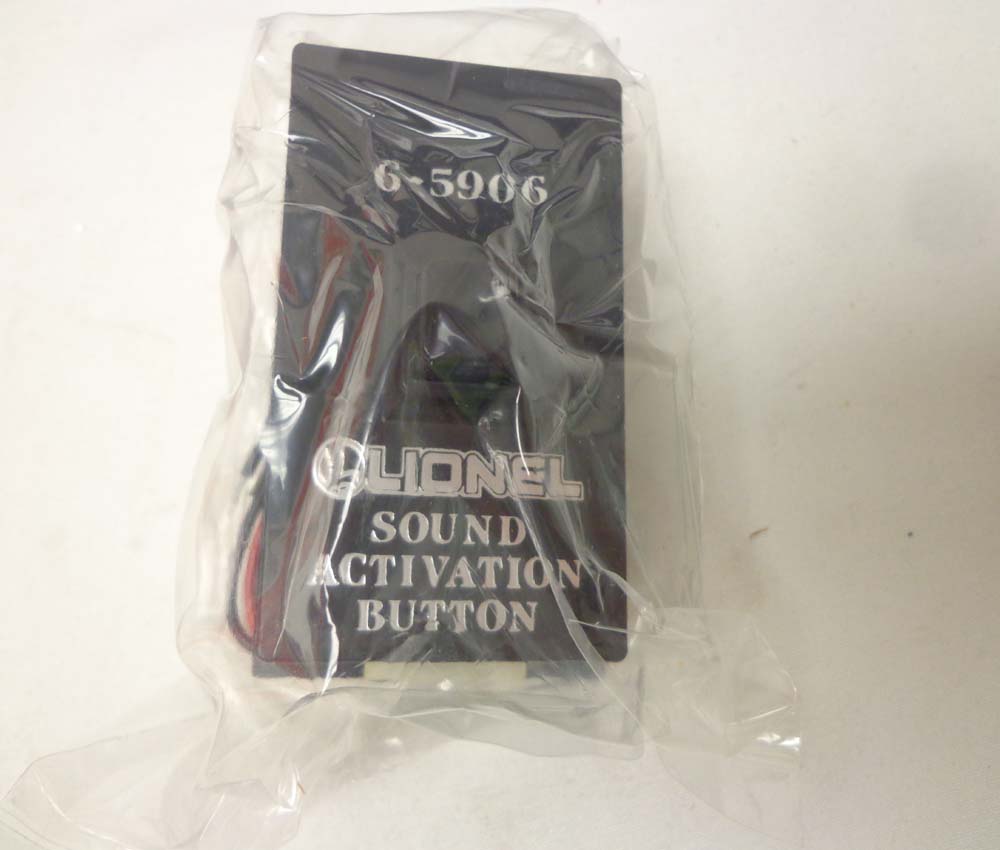 6-5906
LIONEL
SOUND
ACTIVATION
BUTTON